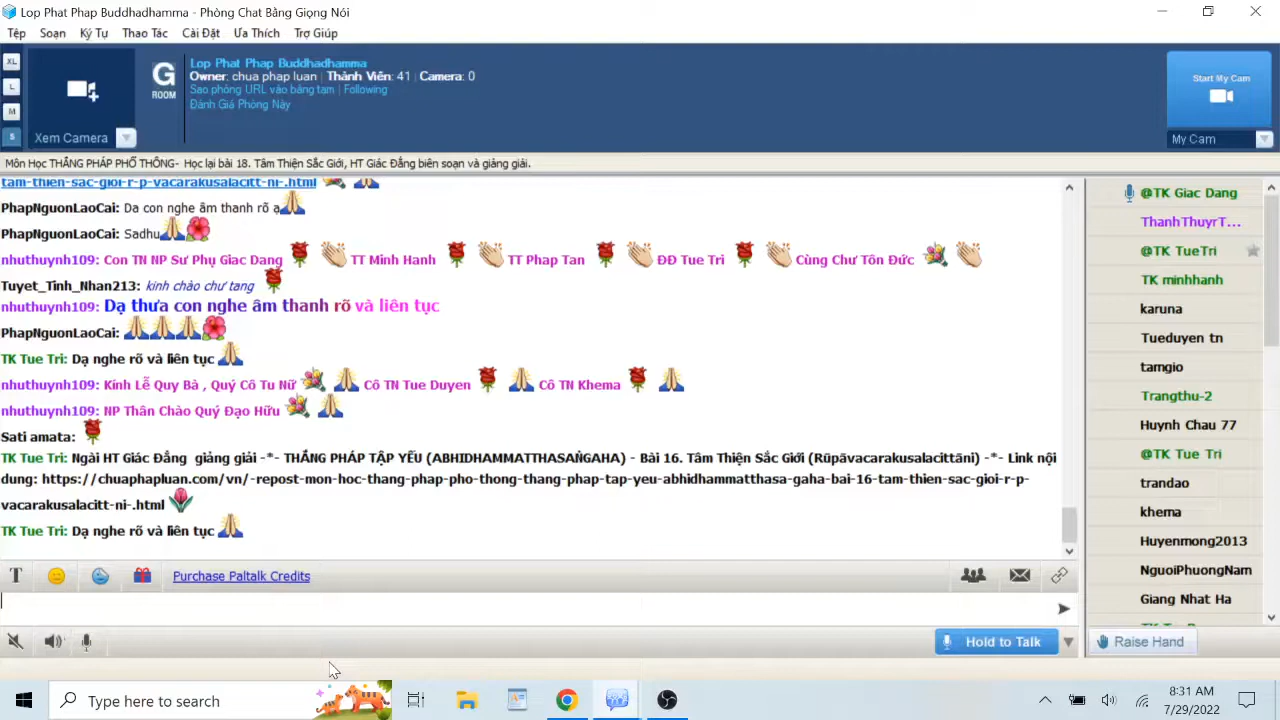 Lop Phat Phap Buddhadhamma - Phòng Chat Bằng Giọng Nói
Tệp Soạn Ký Tự Thao Tác Cài Đặt Ưa Thích Trợ Giúp
XL
L
M
S
Xem Camera
G
ROOM
Lop Phat Phap Buddhadhamma
Owner: chua phap luan | Thành Viên: 41 | Camera: 0
Sao phòng URL vào bảng tạm | Following
Đánh Giá Phòng Này
Start My Cam
My Cam
Môn Học THẮNG PHÁP PHỔ THÔNG- Học lại bài 18. Tâm Thiện Sắc Giới, HT Giác Đẳng biên soạn và giảng giải.
tam-thien-sac-gioi-r-p-vacarakusalacitt-ni-.html
PhapNguonLaoCai: Da con nghe âm thanh rõ ạ
PhapNguonLaoCai: Sadhu
nhuthuynh109: Con TN NP Sư Phụ Giac Dang TT Minh Hanh TT Phap Tan ĐĐ Tue Tri Cùng Chư Tôn Đức
Tuyet_Tinh_Nhan213: kinh chào chư tang
nhuthuynh109: Dạ thưa con nghe âm thanh rõ và liên tục
PhapNguonLaoCai:
TK Tue Tri: Dạ nghe rõ và liên tục
nhuthuynh109: Kính Lễ Quy Bà , Quý Cô Tu Nữ Cô TN Tue Duyen Cô TN Khema
nhuthuynh109: NP Thân Chào Quý Đạo Hữu
Sati amata:
TK Tue Tri: Ngài HT Giác Đẳng giảng giải -*- THẮNG PHÁP TẬP YẾU (ABHIDHAMMATTHASAṄGAHA) - Bài 16. Tâm Thiện Sắc Giới (Rūpāvacarakusalacittāni) -*- Link nội
dung: https://chuaphapluan.com/vn/-repost-mon-hoc-thang-phap-pho-thong-thang-phap-tap-yeu-abhidhammatthasa-gaha-bai-16-tam-thien-sac-gioi-r-p-
vacarakusalacitt-ni-.html
TK Tue Tri: Dạ nghe rõ và liên tục
@TK Giac Dang
ThanhThuyrT...
@TK TueTri
TK minhhanh
karuna
Tueduyen tn
tamgio
Trangthu-2
Huynh Chau 77
@TK Tue Tri
trandao
khema
Huyenmong2013
NguoiPhuongNam
Giang Nhat Ha
T Purchase Paltalk Credits
Hold to Talk
Raise Hand
Type here to search
8:31 AM
7/29/2022